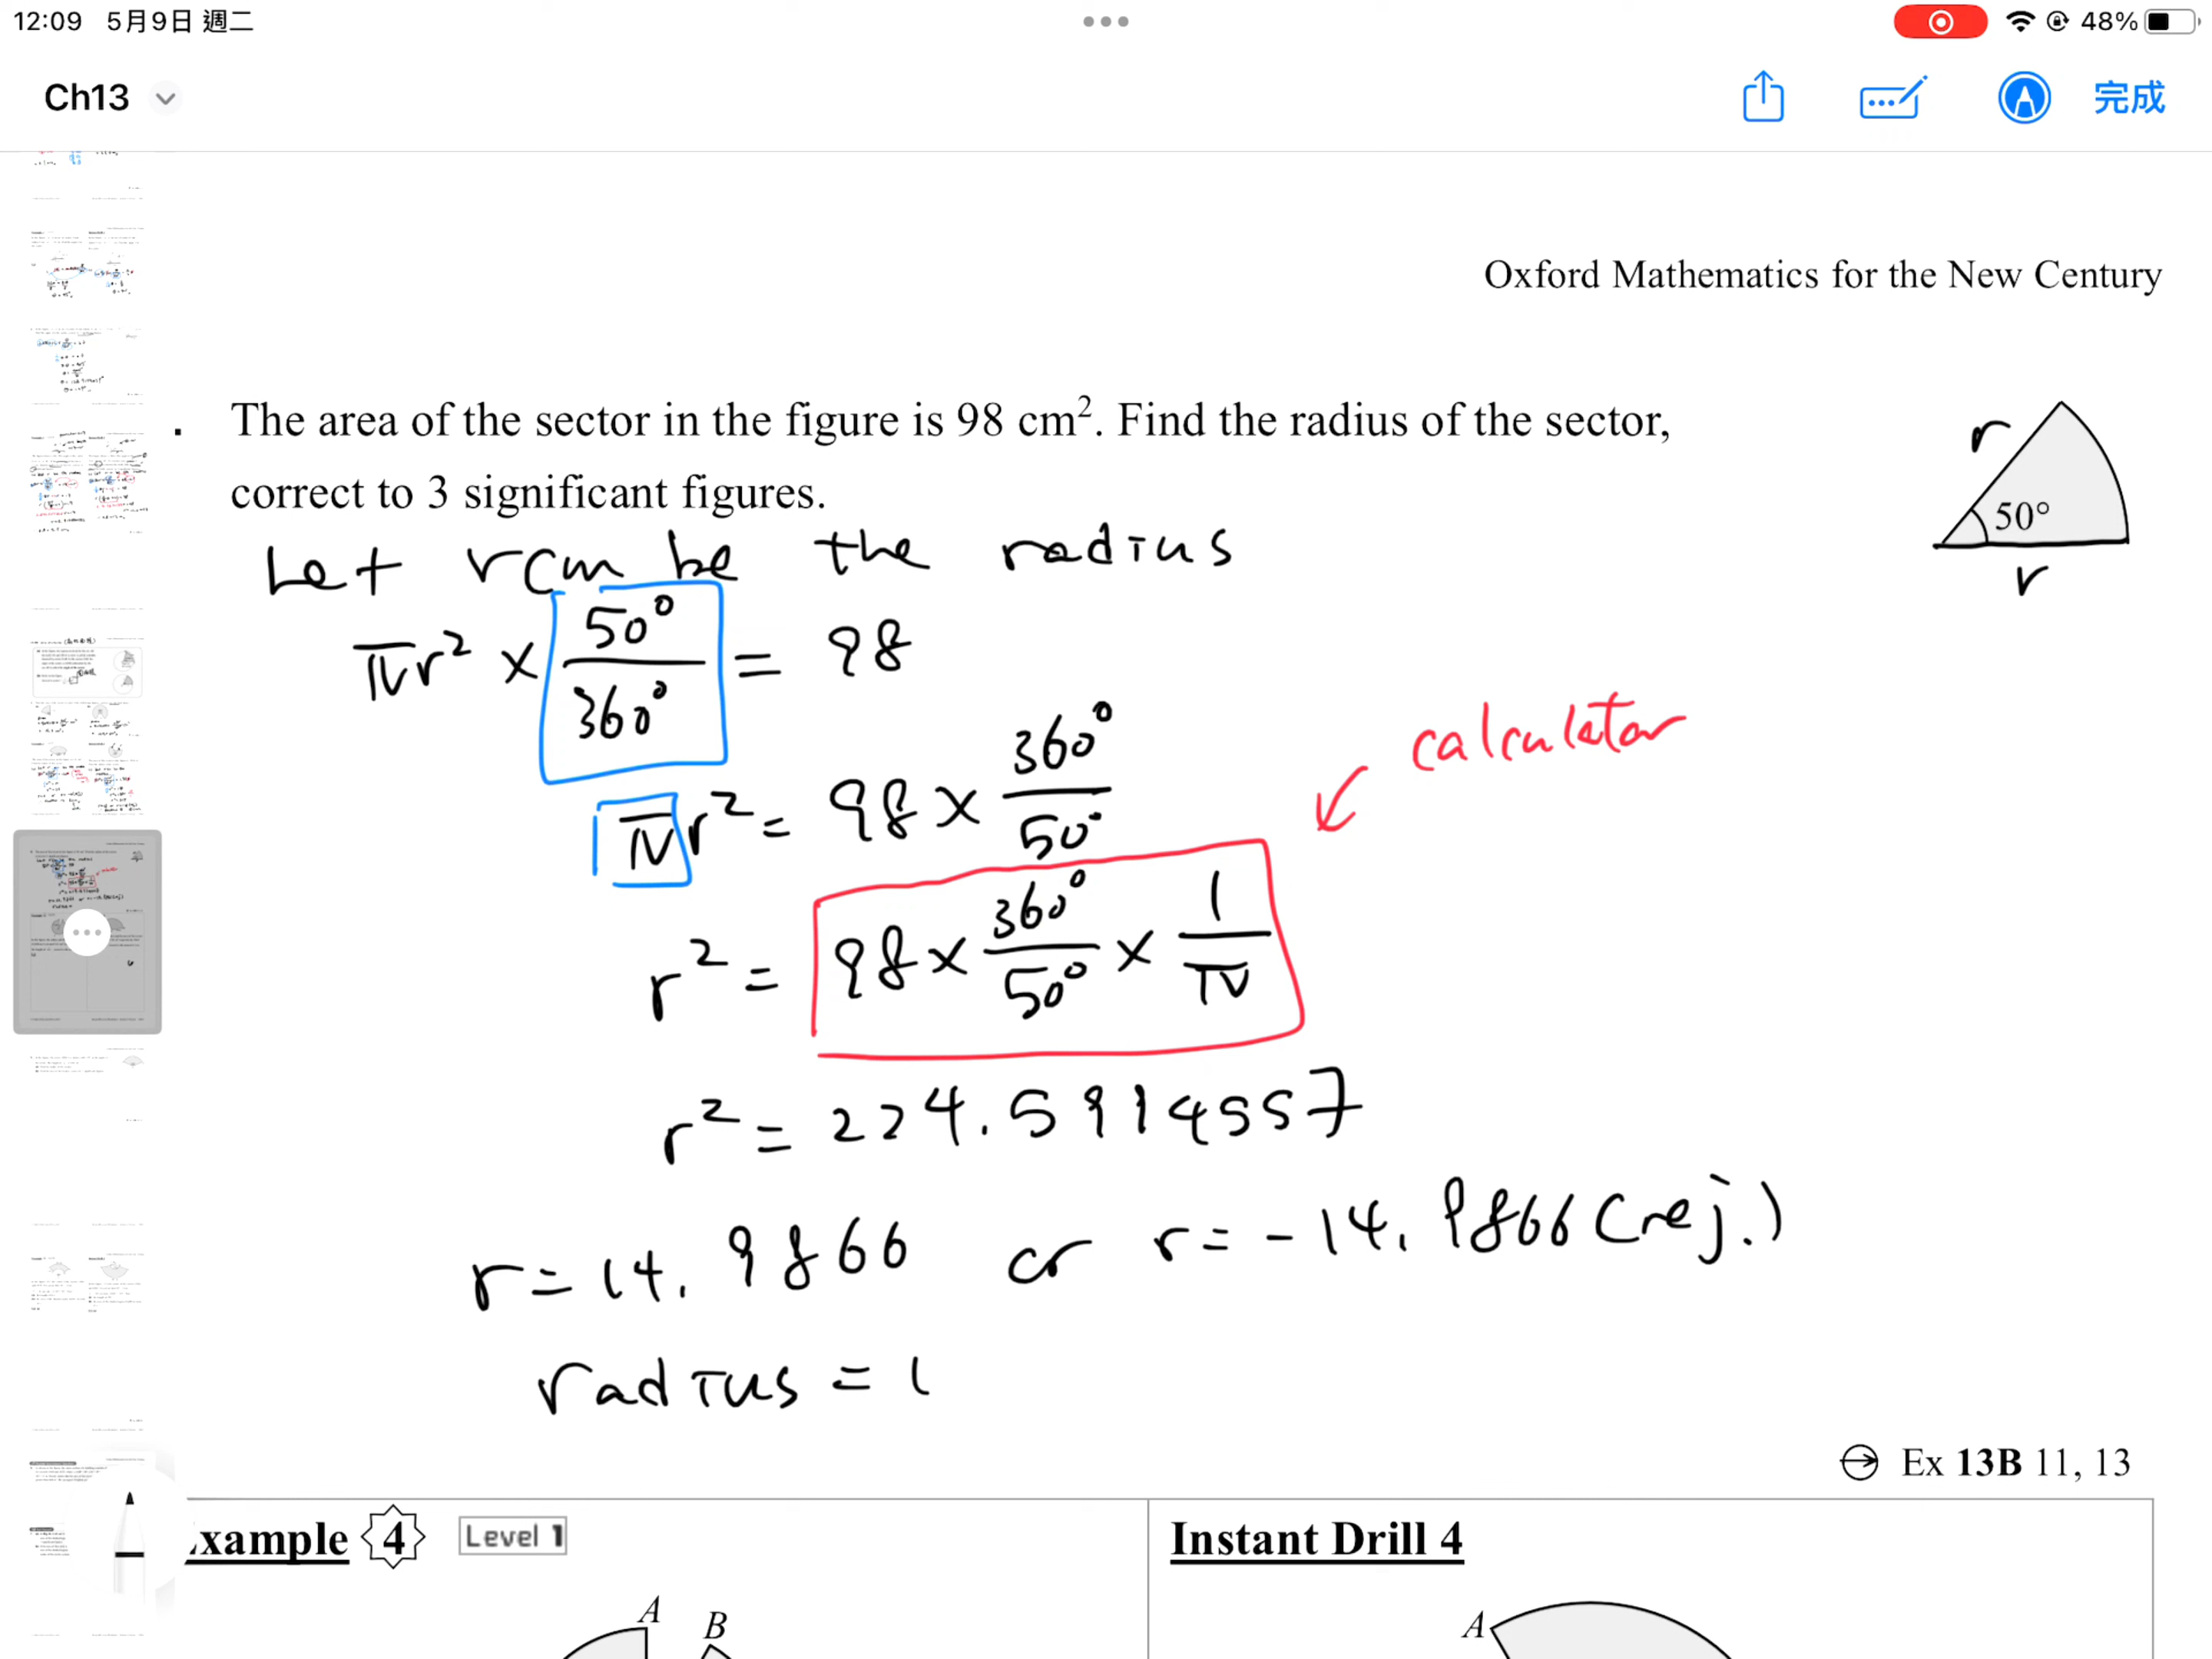 12:09 5月9日 週二
48%
Ch13
完成
Oxford Mathematics for the New Century
. The area of the sector in the figure is 98 cm². Find the radius of the sector,
correct to 3 significant figures.
r
50°
r
Let r cm be the radius
πr² × 50°/360° = 98
πr² = 98 × 360°/50°
calculator
r² = 98 × 360°/50° × 1/π
r² = 224.5914557
r = 14.9866 or r = -14.9866 (rej.)
radius = 1
Ex 13B 11, 13
xample 4 Level 1
Instant Drill 4
A B
A